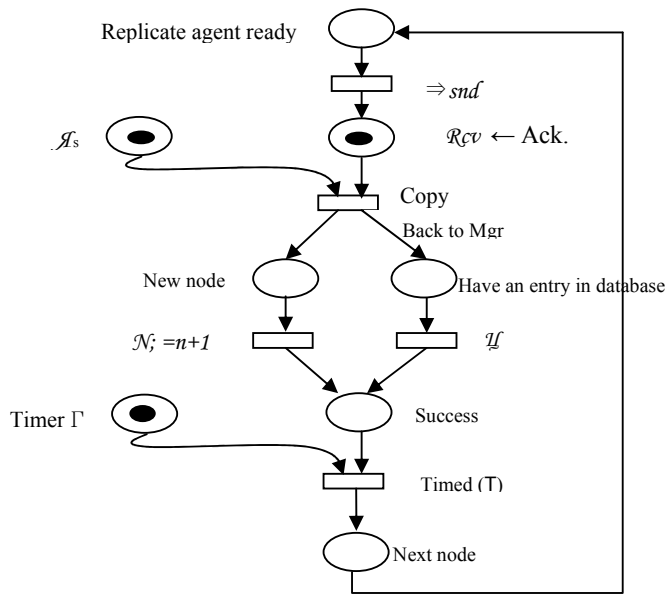 Replicate agent ready
⇒ snd
𝒜s
ℛcv ← Ack.
Copy
Back to Mgr
New node
Have an entry in database
𝒩; =n+1
Timer Γ
Success
Timed (T)
Next node